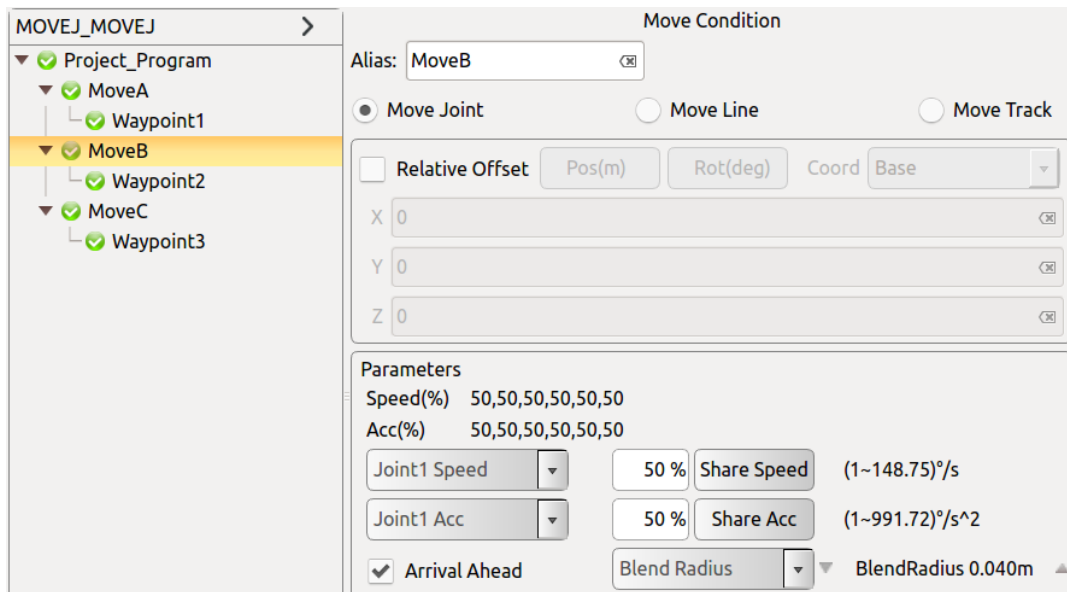 MOVEJ_MOVEJ
Project_Program
MoveA
Waypoint1
MoveB
Waypoint2
MoveC
Waypoint3
Move Condition
Alias: MoveB
Move Joint Move Line Move Track
Relative Offset Pos(m) Rot(deg) Coord Base
X 0
Y 0
Z 0
Parameters
Speed(%) 50,50,50,50,50,50
Acc(%) 50,50,50,50,50,50
Joint1 Speed 50 % Share Speed (1~148.75)°/s
Joint1 Acc 50 % Share Acc (1~991.72)°/s^2
Arrival Ahead Blend Radius BlendRadius 0.040m